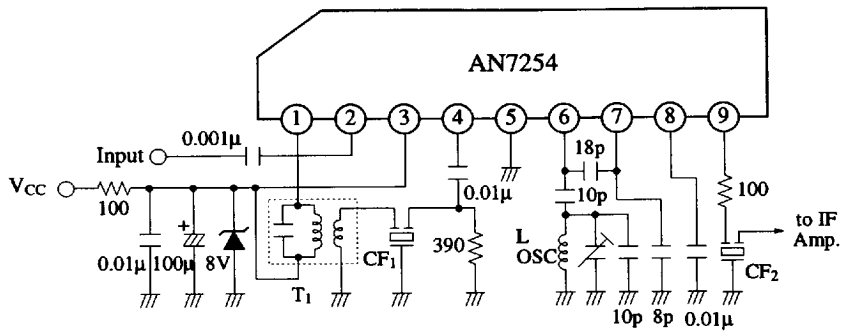 AN7254
1 2 3 4 5 6 7 8 9
0.001μ
Input
18p
Vcc
100
0.01μ
10p
100
to IF
Amp.
0.01μ 100μ 8V
+
CF1
390
L
OSC
CF2
T1
10p 8p 0.01μ